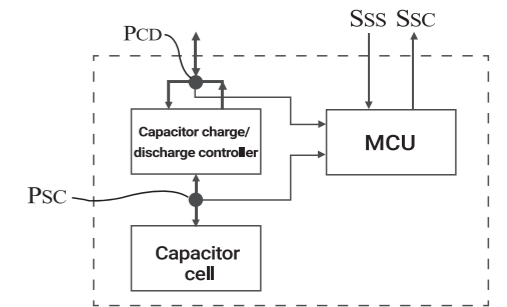 PCD
SSS SSC
Capacitor charge/
discharge controller
MCU
PSC
Capacitor
cell